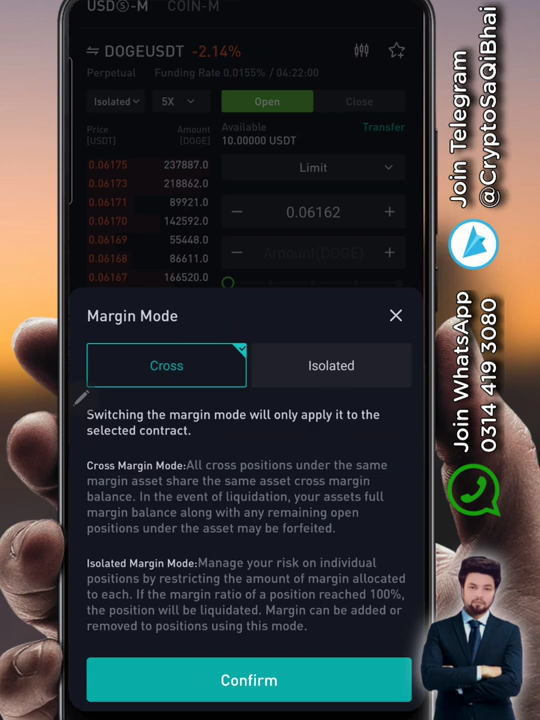 USDⓈ-M COIN-M
DOGEUSDT -2.14%
Perpetual Funding Rate 0.0155% / 04:22:00
Isolated 5X Open Close
Price Amount
[USDT] [DOGE]
Available
10.00000 USDT
Transfer
0.06175 237887.0
0.06173 218862.0
0.06171 89921.0
0.06170 142592.0
0.06169 55448.0
0.06168 86611.0
0.06167 166520.0
Limit
0.06162
Amount(DOGE)
Margin Mode
Cross Isolated
Switching the margin mode will only apply it to the
selected contract.
Cross Margin Mode:All cross positions under the same
margin asset share the same asset cross margin
balance. In the event of liquidation, your assets full
margin balance along with any remaining open
positions under the asset may be forfeited.
Isolated Margin Mode:Manage your risk on individual
positions by restricting the amount of margin allocated
to each. If the margin ratio of a position reached 100%,
the position will be liquidated. Margin can be added or
removed to positions using this mode.
Confirm
Join Telegram
@CryptoSaQiBhai
Join WhatsApp
0314 419 3080